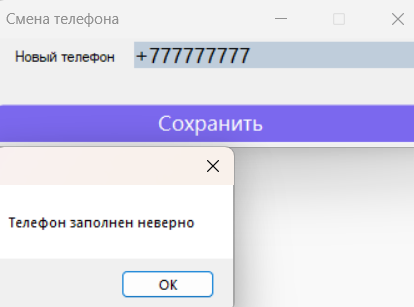 Смена телефона
Новый телефон
+777777777
Сохранить
Телефон заполнен неверно
OK